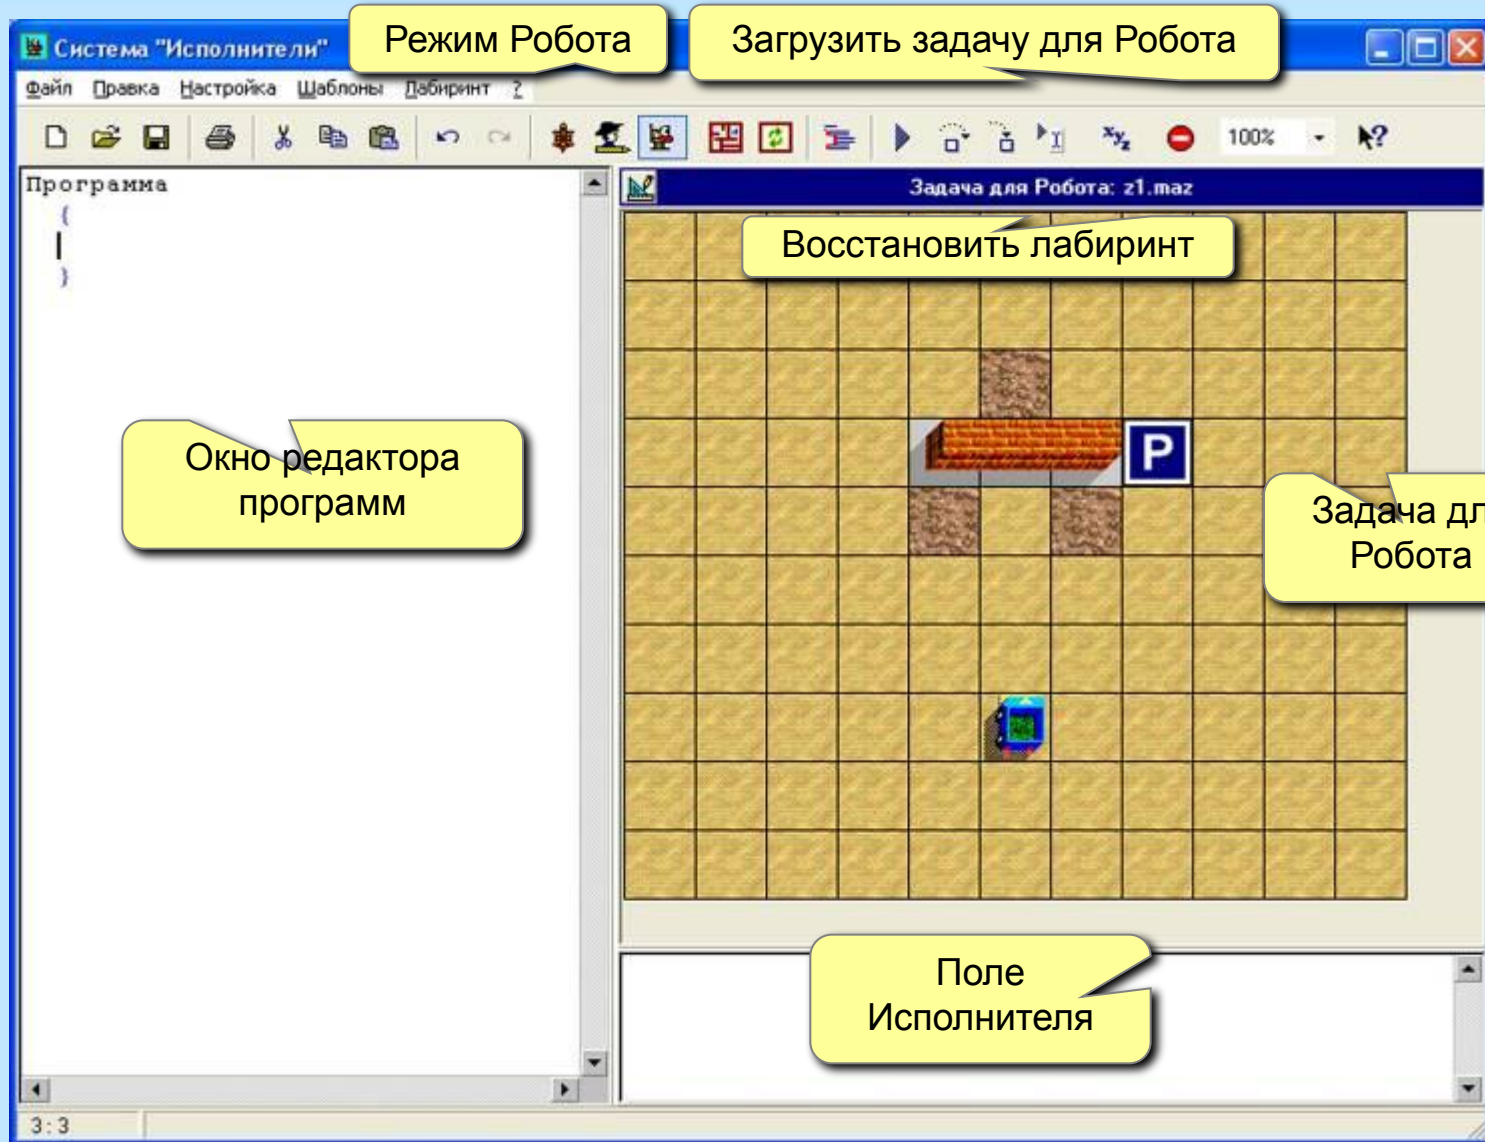 Режим Робота
Загрузить задачу для Робота
Система "Исполнители"
Файл Правка Настройка Шаблоны Лабиринт ?
100%
Программа
{
}
Задача для Робота: z1.maz
Восстановить лабиринт
P
Окно редактора
программ
Задача дл
Робота
Поле
Исполнителя
3:3